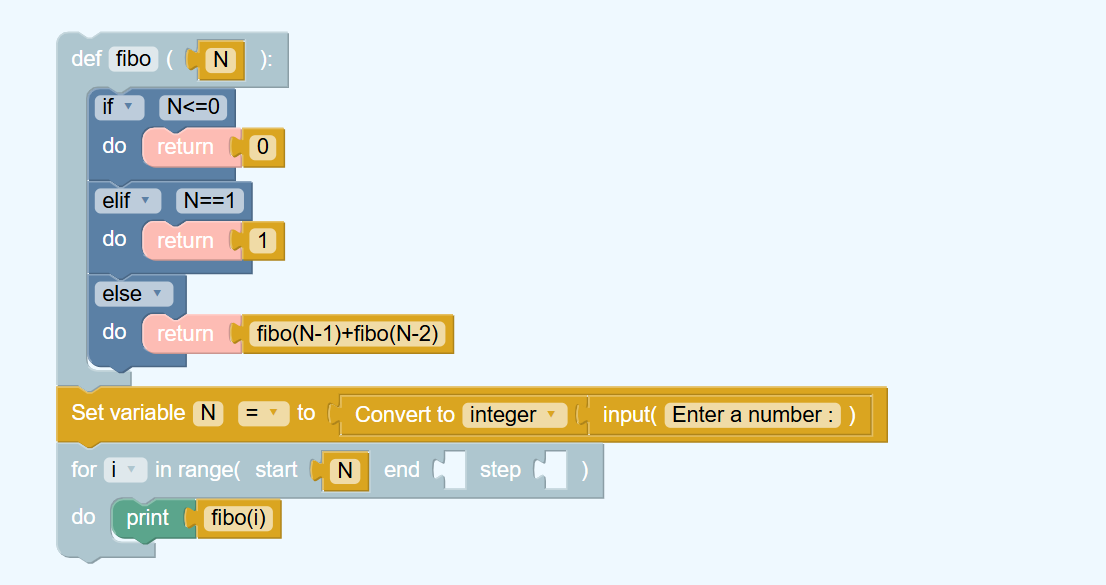 def fibo ( N ):
if N<=0
do return 0
elif N==1
do return 1
else
do return fibo(N-1)+fibo(N-2)
Set variable N = to Convert to integer input( Enter a number : )
for i in range( start N end step )
do print fibo(i)